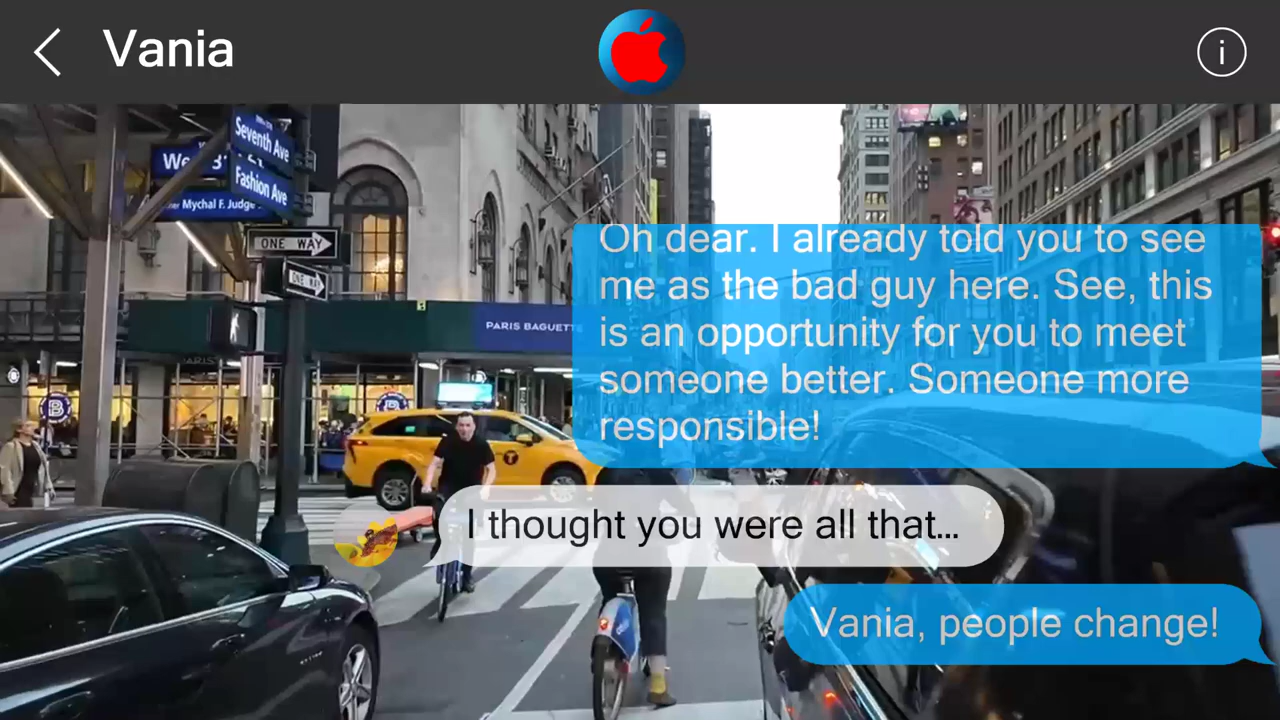 Vania
i
Seventh Ave
Fashion Ave
Mychal F. Judge
ONE WAY
ONE WAY
PARIS BAGUETTE
B
T
Oh dear. I already told you to see
me as the bad guy here. See, this
is an opportunity for you to meet
someone better. Someone more
responsible!
I thought you were all that...
Vania, people change!